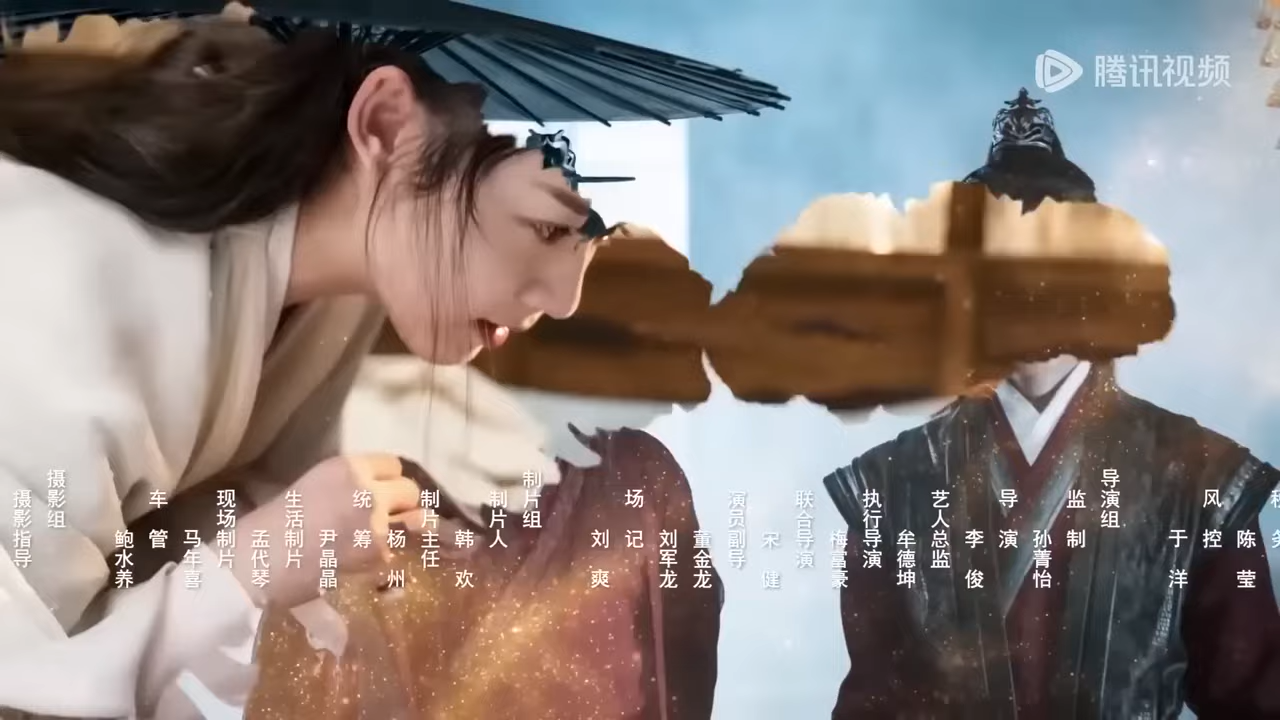 腾讯视频
陈莹
风控
于洋
导演组
监制
孙菁怡
导演
李俊
艺人总监
牟德坤
执行导演
梅富豪
联合导演
宋健
演员副导
董金龙
刘军龙
场记
刘爽
制片组
制片人
韩欢
制片主任
杨州
统筹
尹晶晶
生活制片
孟代琴
现场制片
马年喜
车管
鲍水养
摄影组
摄影指导